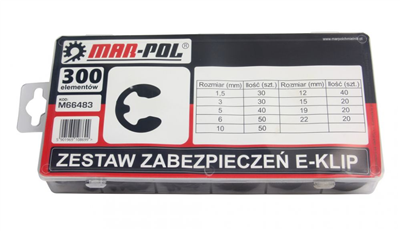 MAR-POL®
300
elementów
KOD:
M66483
Rozmiar (mm) Ilość (szt.) Rozmiar (mm) Ilość (szt.)
1,5 30 12 40
3 30 15 20
5 40 19 20
6 50 22 20
10 50
ZESTAW ZABEZPIECZEŃ E-KLIP